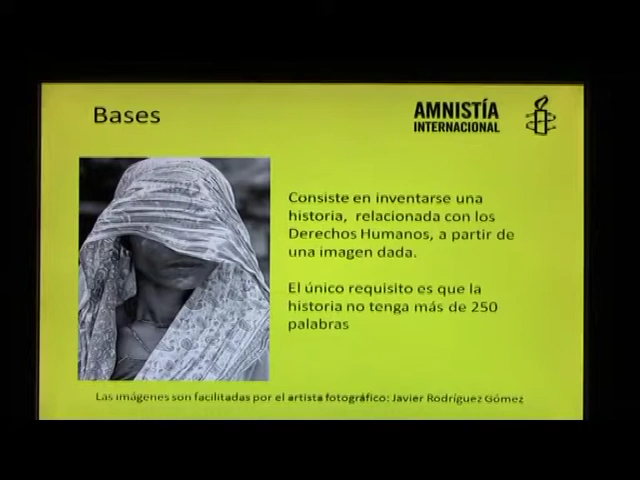 Bases
AMNISTÍA
INTERNACIONAL
Consiste en inventarse una
historia, relacionada con los
Derechos Humanos, a partir de
una imagen dada.
El único requisito es que la
historia no tenga más de 250
palabras
Las imágenes son facilitadas por el artista fotográfico: Javier Rodríguez Gómez